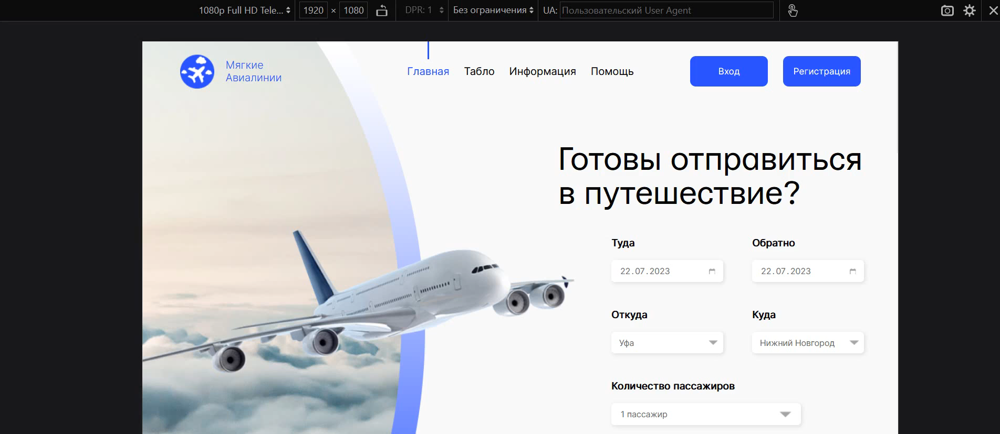 1080p Full HD Tele... 1920 × 1080 DPR: 1 Без ограничения UA: Пользовательский User Agent
Мягкие
Авиалинии
Главная Табло Информация Помощь Вход Регистрация
Готовы отправиться
в путешествие?
Туда Обратно
22.07.2023 22.07.2023
Откуда Куда
Уфа Нижний Новгород
Количество пассажиров
1 пассажир